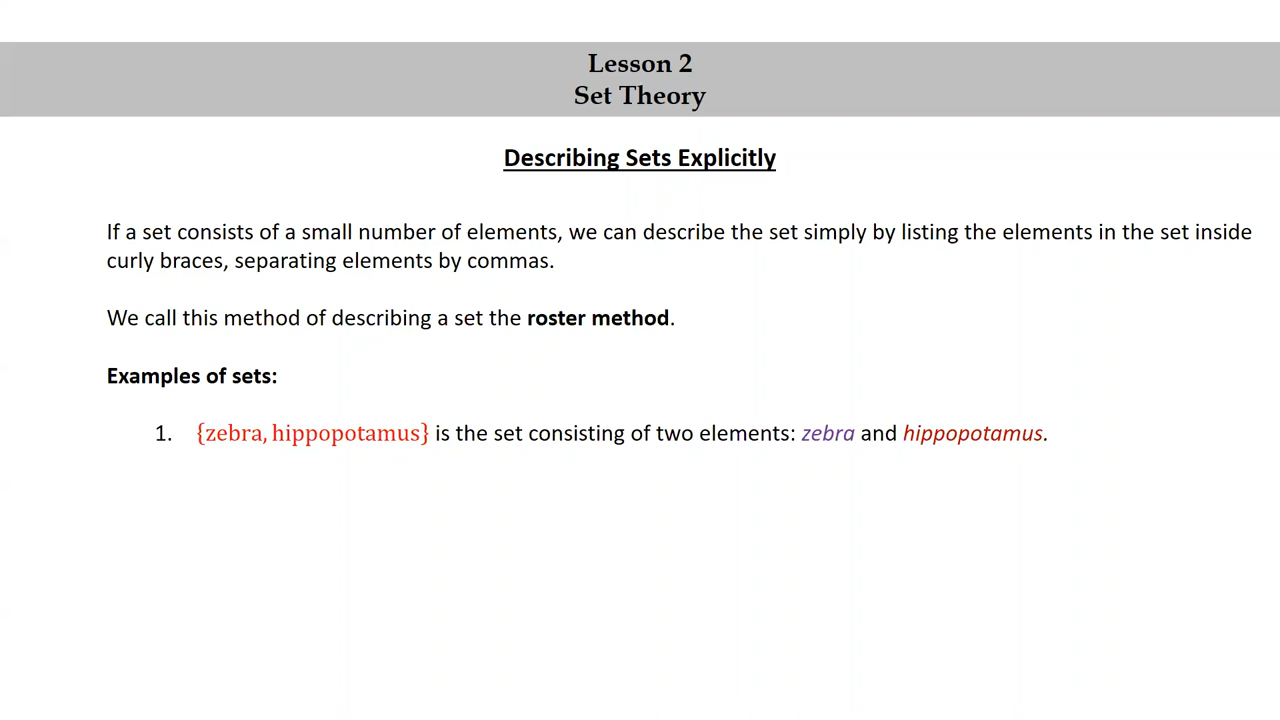 Lesson 2
Set Theory
Describing Sets Explicitly
If a set consists of a small number of elements, we can describe the set simply by listing the elements in the set inside
curly braces, separating elements by commas.
We call this method of describing a set the roster method.
Examples of sets:
1. {zebra, hippopotamus} is the set consisting of two elements: zebra and hippopotamus.